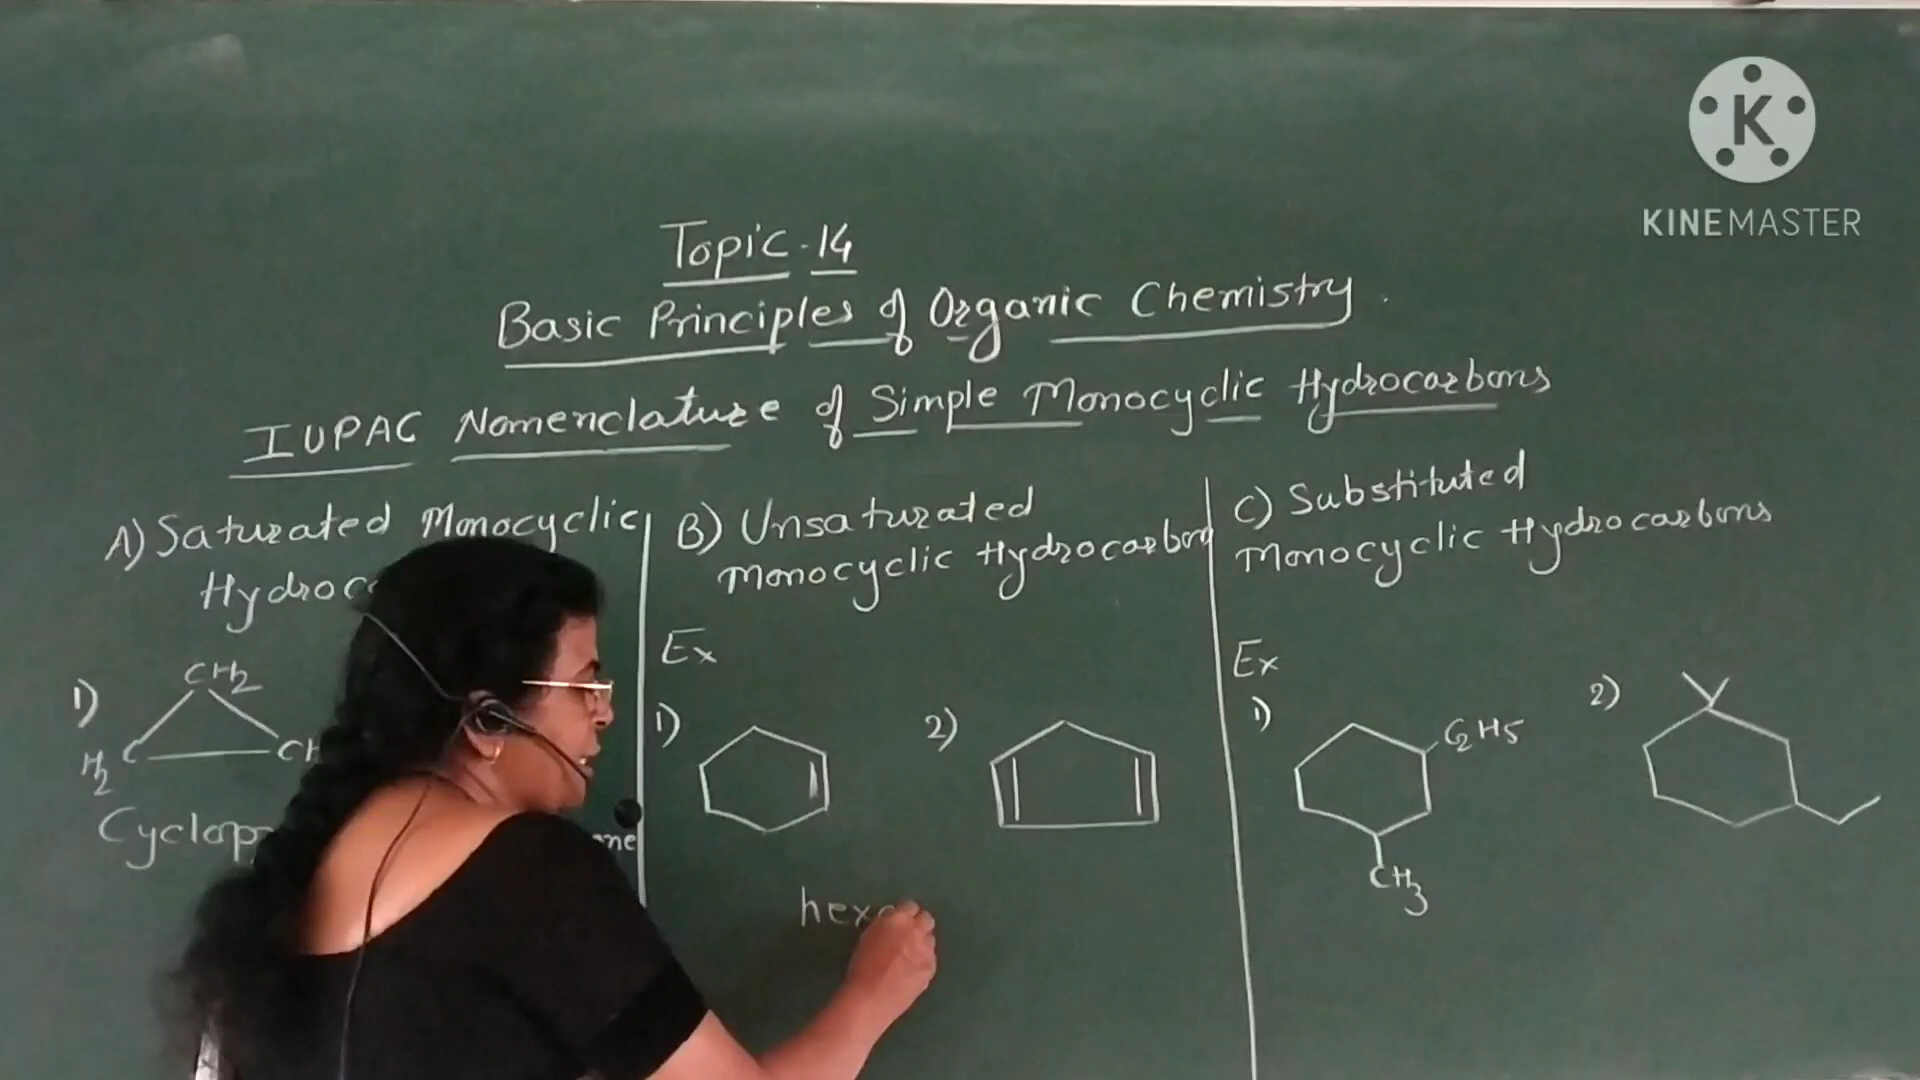 KINEMASTER
Topic-14
Basic Principles of Organic Chemistry.
IUPAC Nomenclature of Simple Monocyclic Hydrocarbons
A) Saturated Monocyclic
1)
CH2
H2C
B) Unsaturated
Monocyclic Hydrocarbons
Ex
1)
2)
C) Substituted
Monocyclic Hydrocarbons
Ex
1)
C2H5
CH3
2)